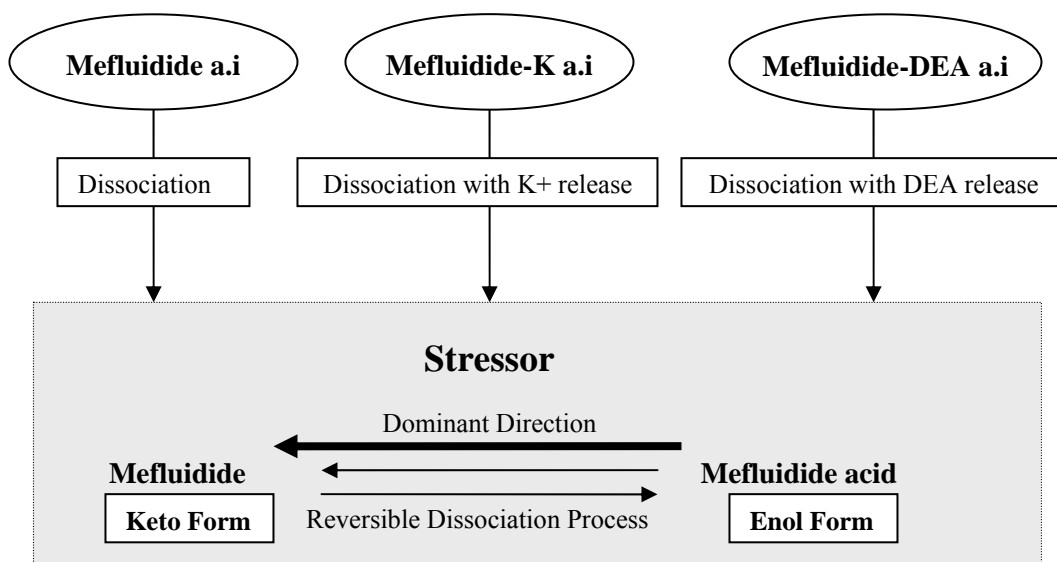 Mefluidide a.i
Mefluidide-K a.i
Mefluidide-DEA a.i
Dissociation
Dissociation with K+ release
Dissociation with DEA release
Stressor
Dominant Direction
Mefluidide
Mefluidide acid
Keto Form
Reversible Dissociation Process
Enol Form